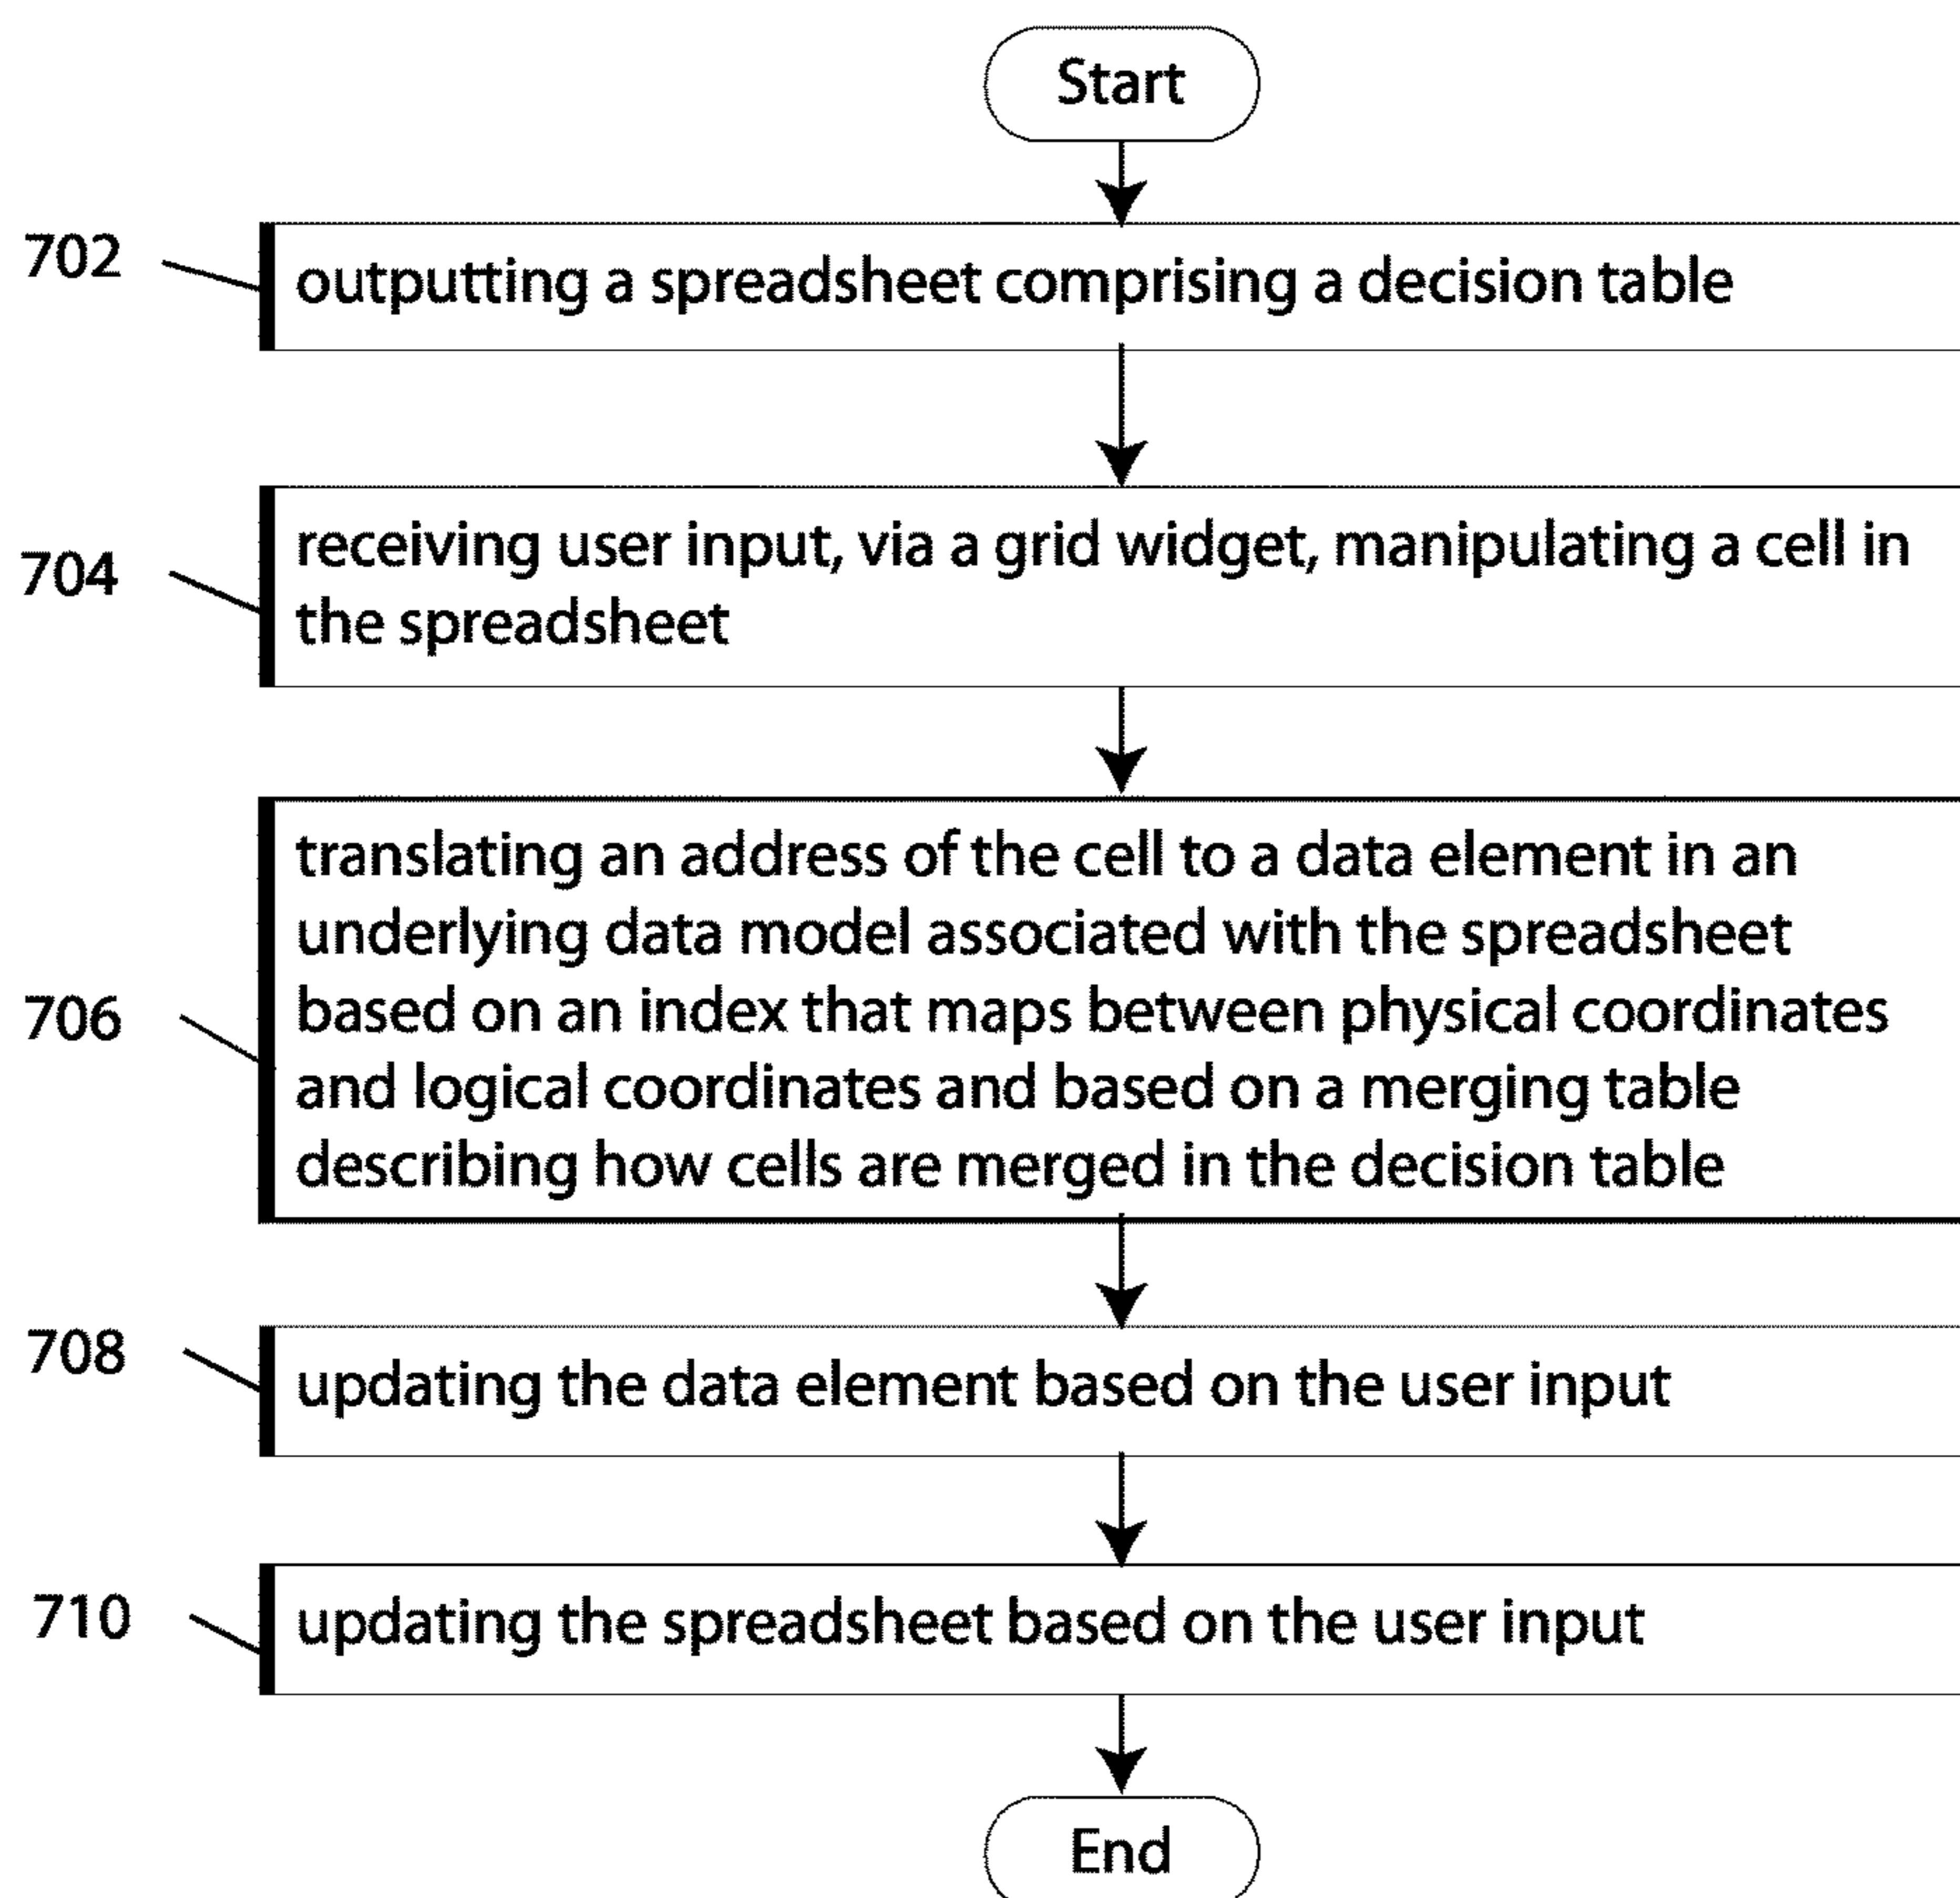 Start
702
outputting a spreadsheet comprising a decision table
704
receiving user input, via a grid widget, manipulating a cell in
the spreadsheet
706
translating an address of the cell to a data element in an
underlying data model associated with the spreadsheet
based on an index that maps between physical coordinates
and logical coordinates and based on a merging table
describing how cells are merged in the decision table
708
updating the data element based on the user input
710
updating the spreadsheet based on the user input
End